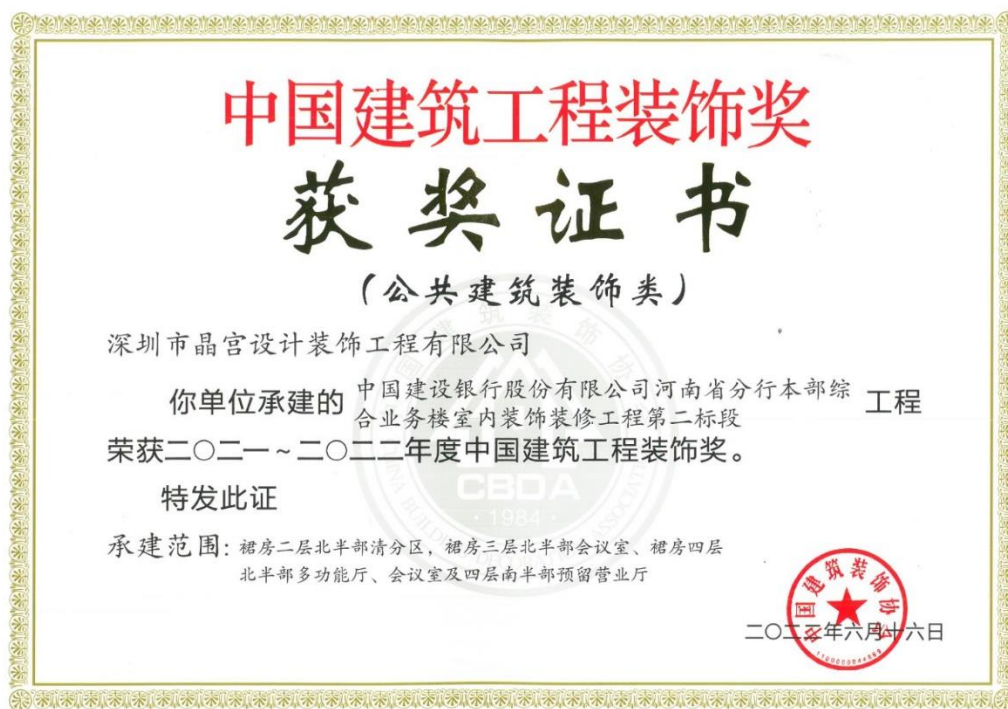 中国建筑工程装饰奖
获奖证书
(公共建筑装饰类)
深圳市晶宫设计装饰工程有限公司
你单位承建的 中国建设银行股份有限公司河南省分行本部综 工程
合业务楼室内装饰装修工程第二标段
荣获二〇二一~二〇二二年度中国建筑工程装饰奖。
特发此证
承建范围:裙房二层北半部清分区,裙房三层北半部会议室、裙房四层
北半部多功能厅、会议室及四层南半部预留营业厅
CBDA
·1984·
中国建筑装饰协会
年六月十六日